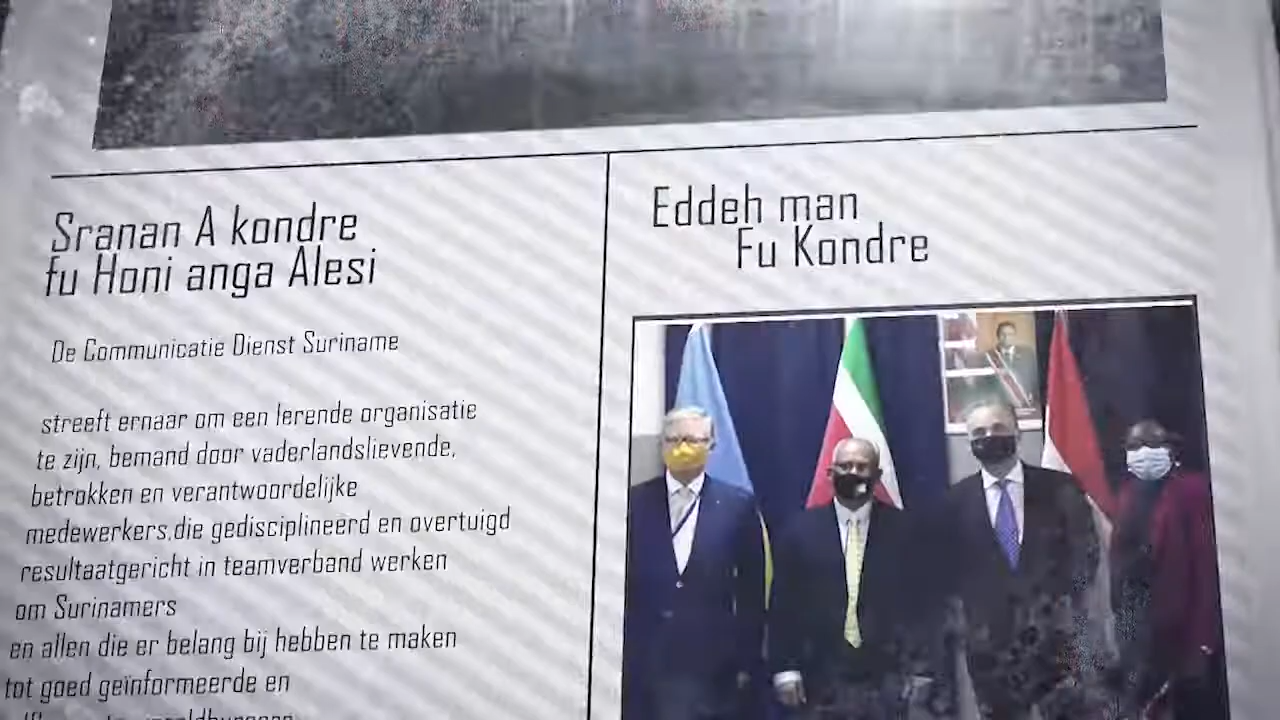 Sranan A kondre
fu Honi anga Alesi
De Communicatie Dienst Suriname
streeft ernaar om een lerende organisatie
te zijn, bemand door vaderlandslievende,
betrokken en verantwoordelijke
medewerkers,die gedisciplineerd en overtuigd
resultaatgericht in teamverband werken
om Surinamers
en allen die er belang bij hebben te maken
tot goed geïnformeerde en
Eddeh man
Fu Kondre